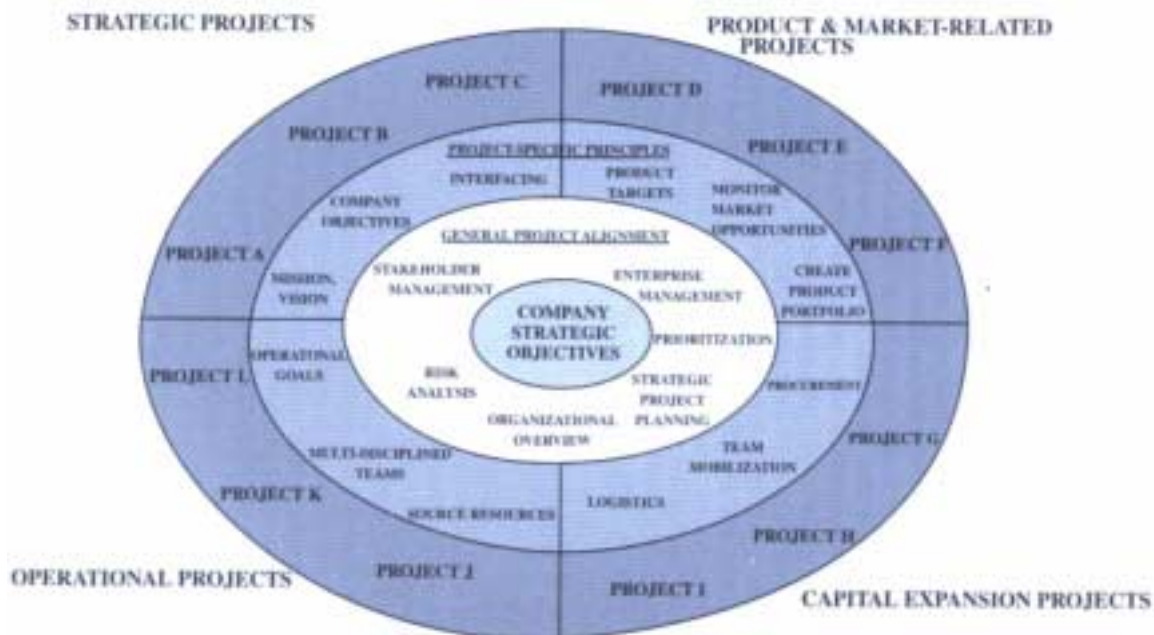 STRATEGIC PROJECTS
PRODUCT & MARKET-RELATED
PROJECTS
PROJECT C
PROJECT D
PROJECT B
PROJECT E
PROJECT A
PROJECT F
PROJECT-SPECIFIC PRINCIPLES
INTERFACING
PRODUCT
TARGETS
COMPANY
OBJECTIVES
MONITOR
MARKET
OPPORTUNITIES
MISSION,
VISION
CREATE
PRODUCT
PORTFOLIO
GENERAL PROJECT ALIGNMENT
STAKEHOLDER
MANAGEMENT
ENTERPRISE
MANAGEMENT
COMPANY
STRATEGIC
OBJECTIVES
PRIORITIZATION
RISK
ANALYSIS
STRATEGIC
PROJECT
PLANNING
ORGANIZATIONAL
OVERVIEW
OPERATONAL
GOALS
PROCUREMENT
MULTI-DISCIPLINED
TEAMS
TEAM
MOBILIZATION
SOURCE RESOURCES
LOGISTICS
PROJECT L
PROJECT G
PROJECT K
PROJECT H
PROJECT J
PROJECT I
OPERATIONAL PROJECTS
CAPITAL EXPANSION PROJECTS